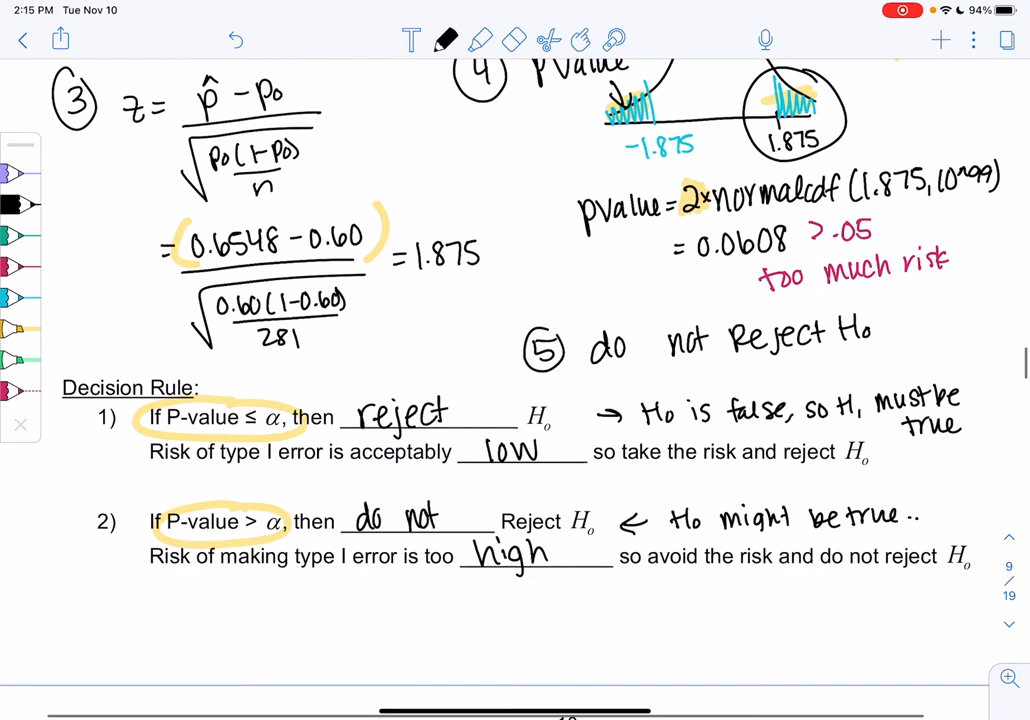 2:15 PM Tue Nov 10
94%
T
③ z = p̂ − p₀
√ p₀(1−p₀)
n
= (0.6548 − 0.60) = 1.875
√ 0.60(1−0.60)
281
④ pvalue
−1.875
1.875
pvalue = 2×normalcdf(1.875, 10^99)
= 0.0608 > .05
too much risk
⑤ do not Reject H₀
Decision Rule:
1) If P-value ≤ α, then reject H₀ → H₀ is false, so H₁ must be
true
Risk of type I error is acceptably low so take the risk and reject H₀
2) If P-value > α, then do not Reject H₀ ← H₀ might be true..
Risk of making type I error is too high so avoid the risk and do not reject H₀
9
/
19